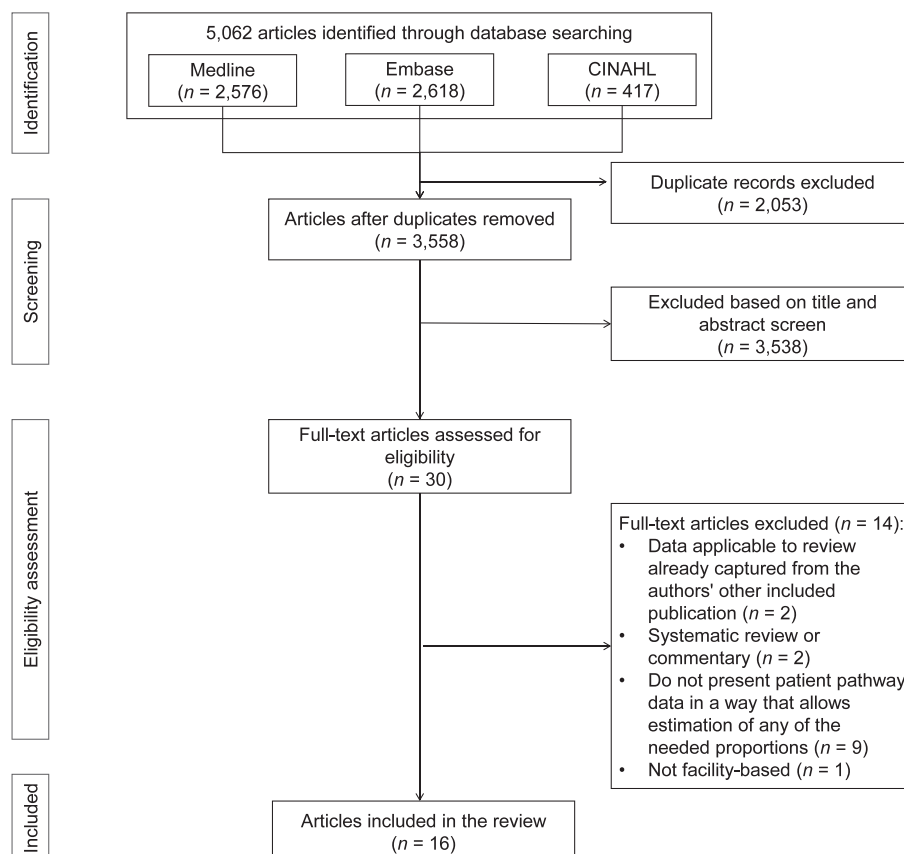 Identification
5,062 articles identified through database searching
Medline
(n = 2,576)
Embase
(n = 2,618)
CINAHL
(n = 417)
Duplicate records excluded
(n = 2,053)
Screening
Articles after duplicates removed
(n = 3,558)
Excluded based on title and
abstract screen
(n = 3,538)
Eligibility assessment
Full-text articles assessed for
eligibility
(n = 30)
Full-text articles excluded (n = 14):
• Data applicable to review
already captured from the
authors' other included
publication (n = 2)
• Systematic review or
commentary (n = 2)
• Do not present patient pathway
data in a way that allows
estimation of any of the
needed proportions (n = 9)
• Not facility-based (n = 1)
Included
Articles included in the review
(n = 16)